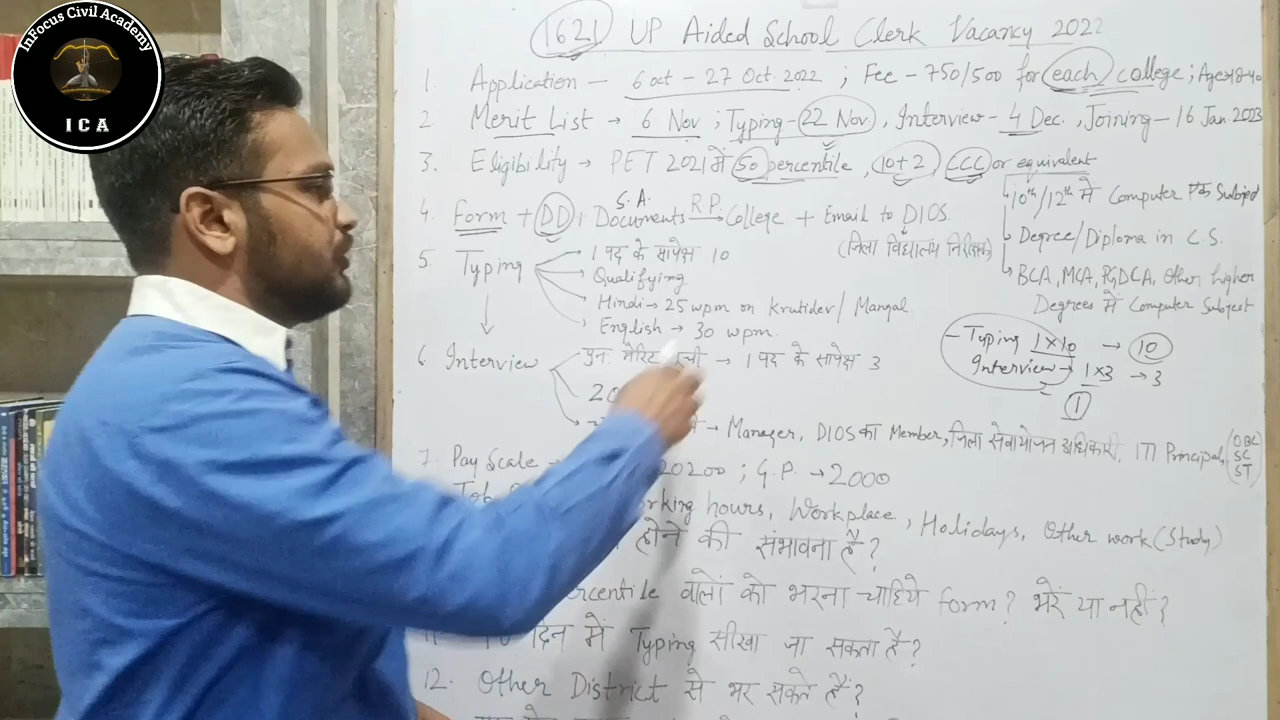 InFocus Civil Academy
ICA
1621 UP Aided School Clerk Vacancy 2022
1. Application — 6 oct - 27 Oct. 2022 ; Fee - 750/500 for each college ; Age→18-40
2. Merit List → 6 Nov ; Typing - 22 Nov. , Interview - 4 Dec. , Joining - 16 Jan. 2023
3. Eligibility → PET 2021 में 50 percentile , 10+2 , CCC or equivalent
10th/12th में Computer एक Subject
Degree/Diploma in C.S.
BCA, MCA, PGDCA, Other higher
Degrees में Computer Subject
S.A. R.P.
4. Form + DD + Documents → College + Email to DIOS.
(जिला विद्यालय निरीक्षक)
5. Typing
1 पद के सापेक्ष 10
Qualifying
Hindi → 25 wpm on Krutidev / Mangal
English → 30 wpm.
Typing 1×10 → 10
Interview → 1×3 → 3
1
6. Interview
पुनः मेरिट → 1 पद के सापेक्ष 3
→ Manager, DIOS का Member, जिला सेवायोजन अधिकारी, ITI Principal, (OBC SC ST
7. Pay Scale - 20200 ; G.P. → 2000
Job working hours, Workplace, Holidays, Other work (Study)
होने की संभावना है?
percentile वालों को भरना चाहिये form? भरें या नहीं?
दिन में Typing सीखा जा सकता है?
12. Other District से भर सकते हैं?